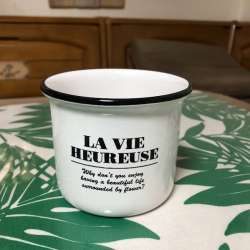 LA VIE
HEUREUSE
Why don't you enjoy
having a beautiful life
surrounded by flower?